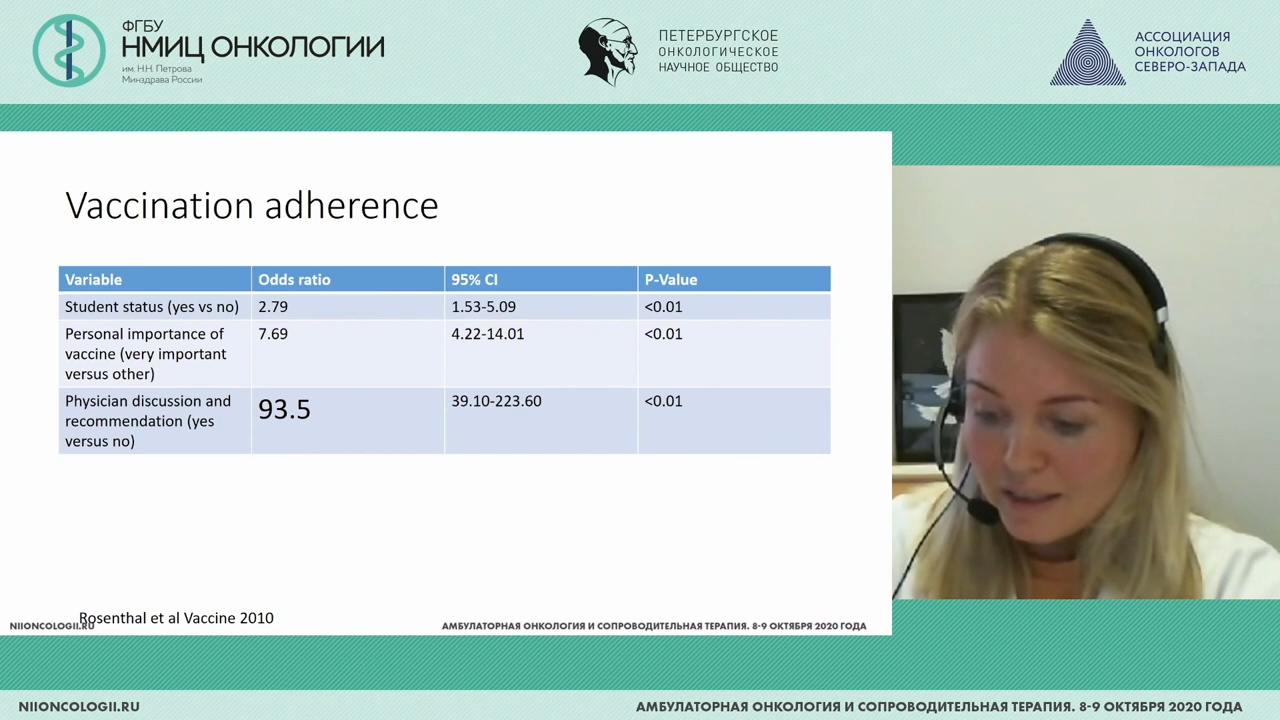 ФГБУ
НМИЦ ОНКОЛОГИИ
им. Н.Н. Петрова
Минздрава России
ПЕТЕРБУРГСКОЕ
ОНКОЛОГИЧЕСКОЕ
НАУЧНОЕ ОБЩЕСТВО
АССОЦИАЦИЯ
ОНКОЛОГОВ
СЕВЕРО-ЗАПАДА
Vaccination adherence
Variable Odds ratio 95% CI P-Value
Student status (yes vs no) 2.79 1.53-5.09 <0.01
Personal importance of 7.69 4.22-14.01 <0.01
vaccine (very important
versus other)
Physician discussion and 93.5 39.10-223.60 <0.01
recommendation (yes
versus no)
Rosenthal et al Vaccine 2010
NIIONCOLOGII.RU АМБУЛАТОРНАЯ ОНКОЛОГИЯ И СОПРОВОДИТЕЛЬНАЯ ТЕРАПИЯ. 8-9 ОКТЯБРЯ 2020 ГОДА
NIIONCOLOGII.RU АМБУЛАТОРНАЯ ОНКОЛОГИЯ И СОПРОВОДИТЕЛЬНАЯ ТЕРАПИЯ. 8-9 ОКТЯБРЯ 2020 ГОДА